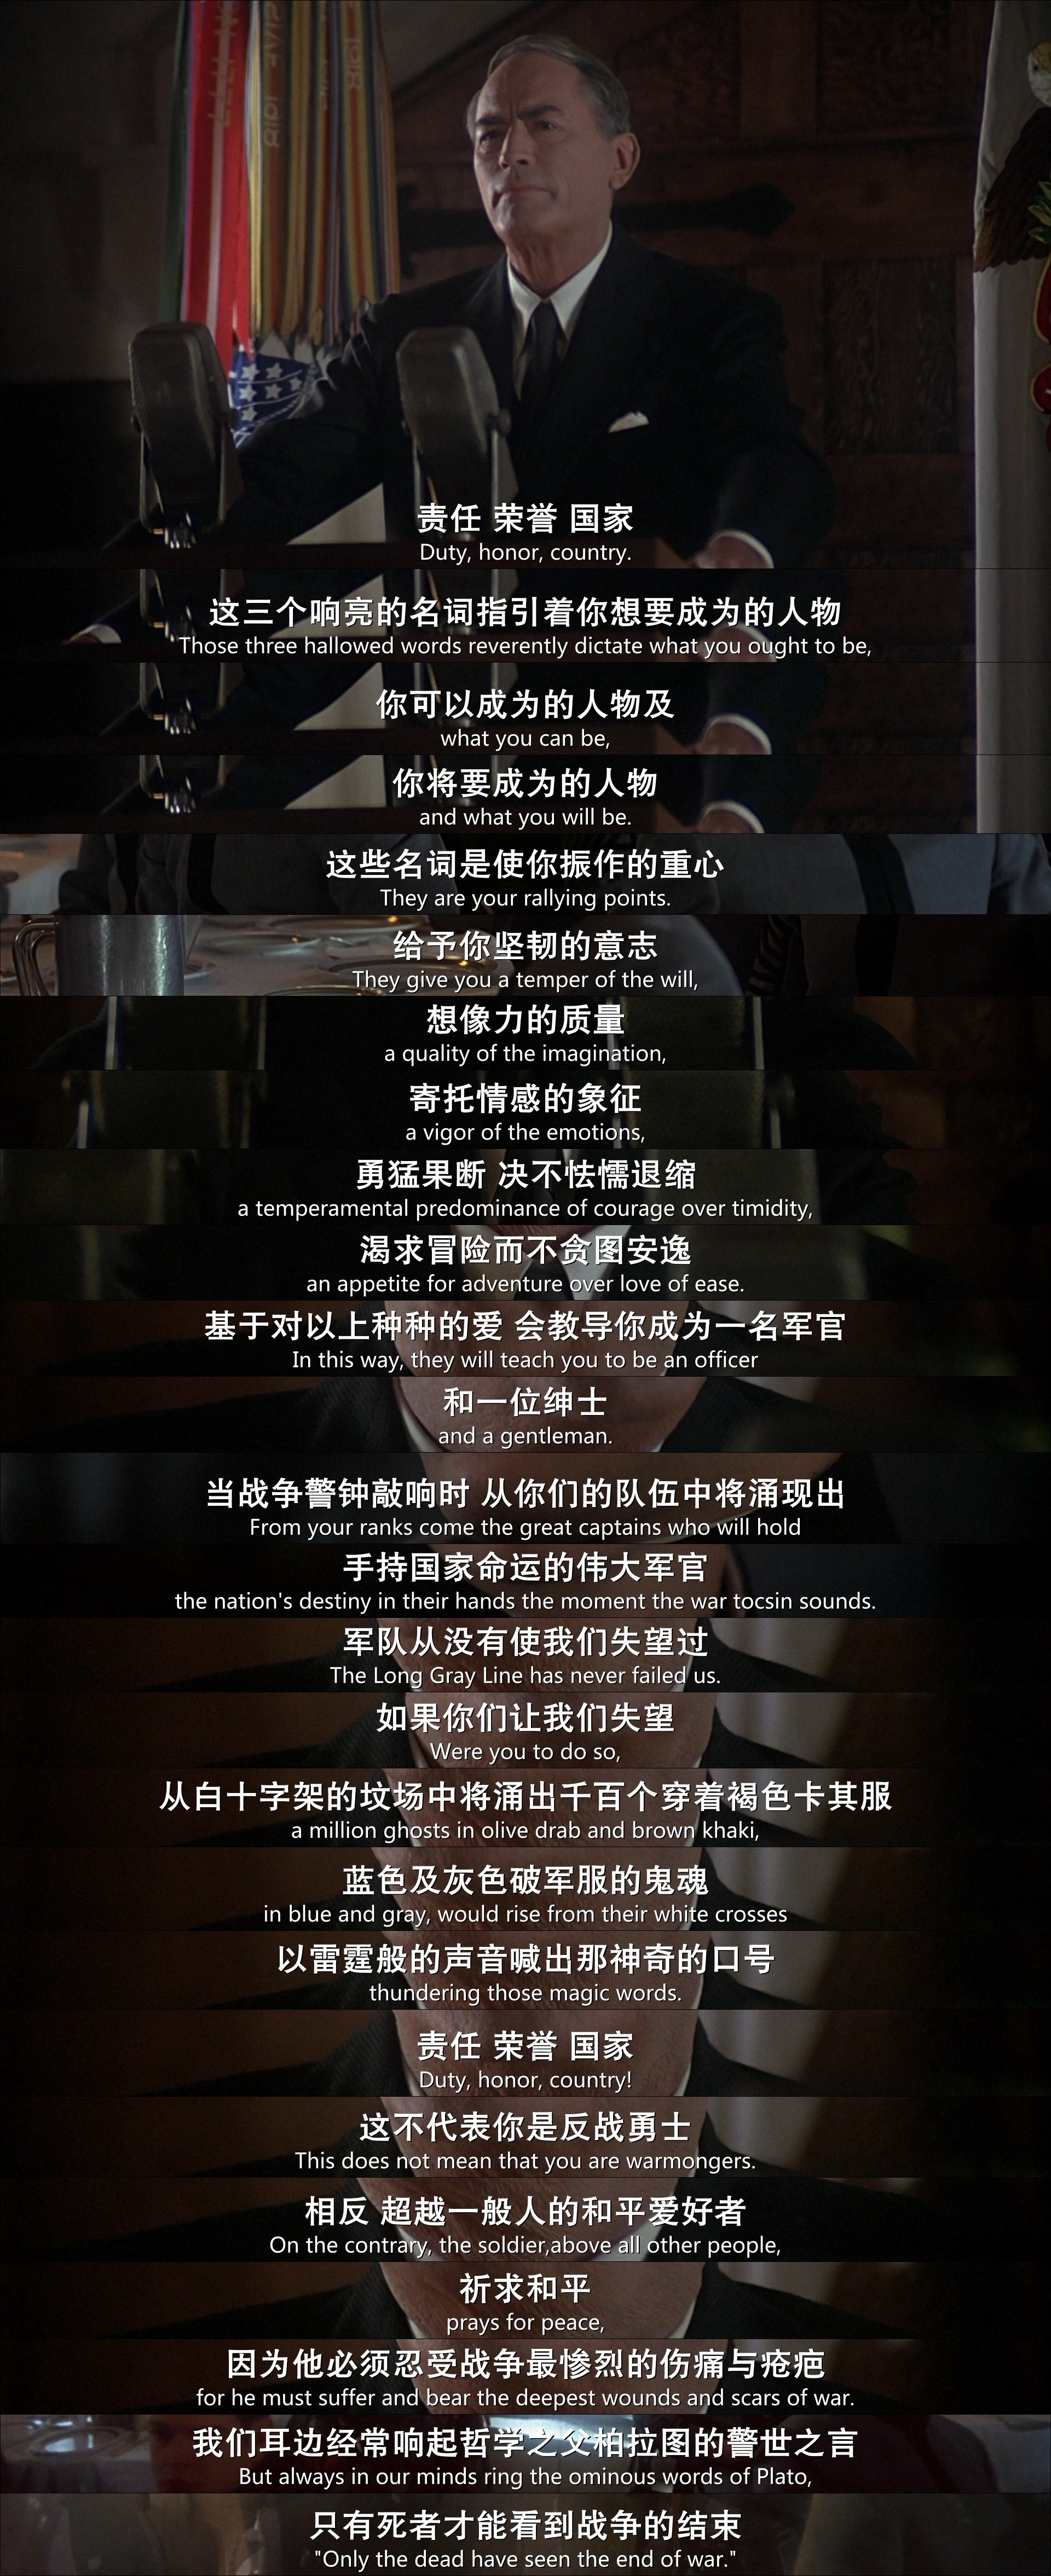 责任 荣誉 国家
Duty, honor, country.
这三个响亮的名词指引着你想要成为的人物
Those three hallowed words reverently dictate what you ought to be,
你可以成为的人物及
what you can be,
你将要成为的人物
and what you will be.
这些名词是使你振作的重心
They are your rallying points.
给予你坚韧的意志
They give you a temper of the will,
想像力的质量
a quality of the imagination,
寄托情感的象征
a vigor of the emotions,
勇猛果断 决不怯懦退缩
a temperamental predominance of courage over timidity,
渴求冒险而不贪图安逸
an appetite for adventure over love of ease.
基于对以上种种的爱 会教导你成为一名军官
In this way, they will teach you to be an officer
和一位绅士
and a gentleman.
当战争警钟敲响时 从你们的队伍中将涌现出
From your ranks come the great captains who will hold
手持国家命运的伟大军官
the nation's destiny in their hands the moment the war tocsin sounds.
军队从没有使我们失望过
The Long Gray Line has never failed us.
如果你们让我们失望
Were you to do so,
从白十字架的坟场中将涌出千百个穿着褐色卡其服
a million ghosts in olive drab and brown khaki,
蓝色及灰色破军服的鬼魂
in blue and gray, would rise from their white crosses
以雷霆般的声音喊出那神奇的口号
thundering those magic words.
责任 荣誉 国家
Duty, honor, country!
这不代表你是反战勇士
This does not mean that you are warmongers.
相反 超越一般人的和平爱好者
On the contrary, the soldier,above all other people,
祈求和平
prays for peace,
因为他必须忍受战争最惨烈的伤痛与疮疤
for he must suffer and bear the deepest wounds and scars of war.
我们耳边经常响起哲学之父柏拉图的警世之言
But always in our minds ring the ominous words of Plato,
只有死者才能看到战争的结束
"Only the dead have seen the end of war."